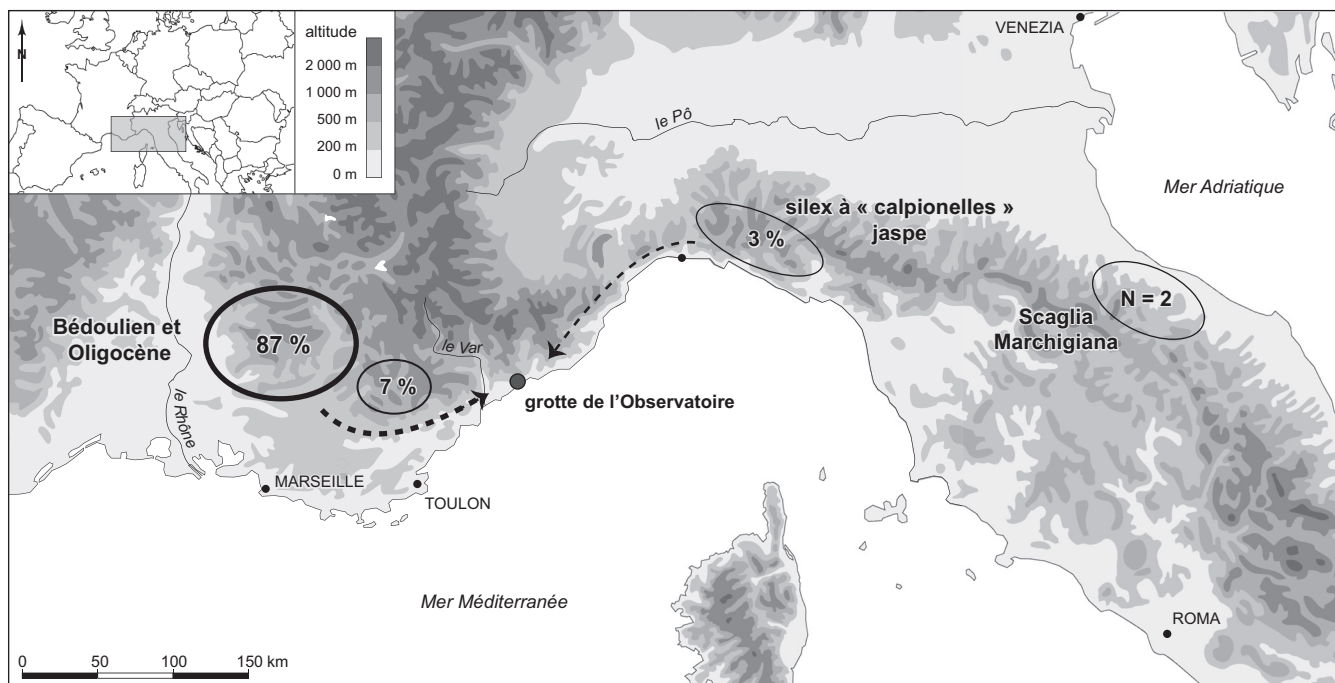 N
altitude
2 000 m
1 000 m
500 m
200 m
0 m
VENEZIA
le Pô
Mer Adriatique
silex à « calpionelles »
jaspe
3 %
N = 2
Scaglia
Marchigiana
Bédoulien et
Oligocène
87 %
le Var
7 %
grotte de l’Observatoire
le Rhône
MARSEILLE
TOULON
Mer Méditerranée
ROMA
0 50 100 150 km